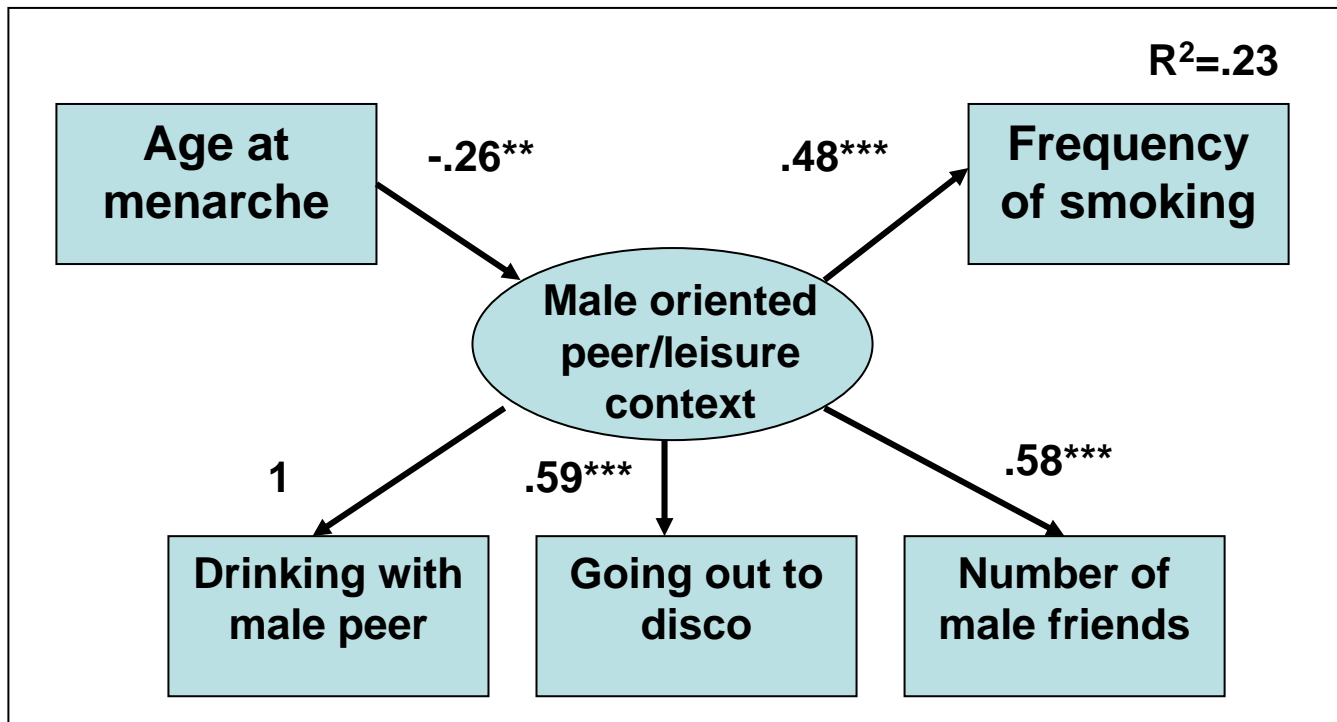 R²=.23
Age at
menarche
-.26**
.48***
Frequency
of smoking
Male oriented
peer/leisure
context
1
.59***
.58***
Drinking with
male peer
Going out to
disco
Number of
male friends